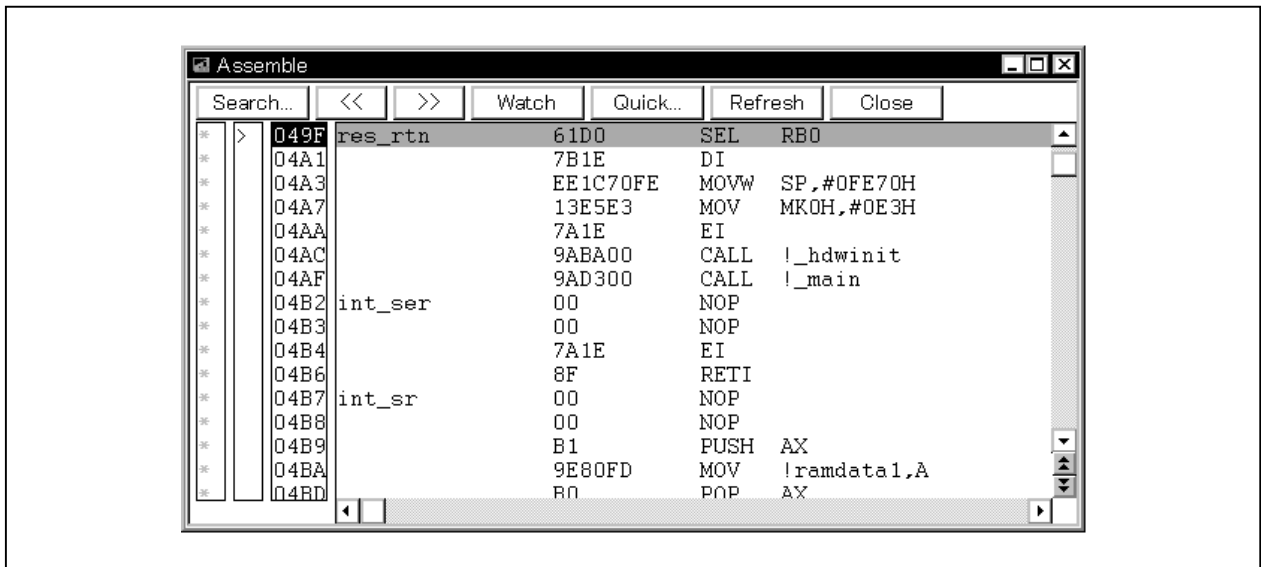 Assemble
Search... << >> Watch Quick... Refresh Close
* > 049F res_rtn 61D0 SEL RB0
* 04A1 7B1E DI
* 04A3 EE1C70FE MOVW SP,#0FE70H
* 04A7 13E5E3 MOV MK0H,#0E3H
* 04AA 7A1E EI
* 04AC 9ABA00 CALL !_hdwinit
* 04AF 9AD300 CALL !_main
* 04B2 int_ser 00 NOP
* 04B3 00 NOP
* 04B4 7A1E EI
* 04B6 8F RETI
* 04B7 int_sr 00 NOP
* 04B8 00 NOP
* 04B9 B1 PUSH AX
* 04BA 9E80FD MOV !ramdata1,A
* 04BD B0 POP AX